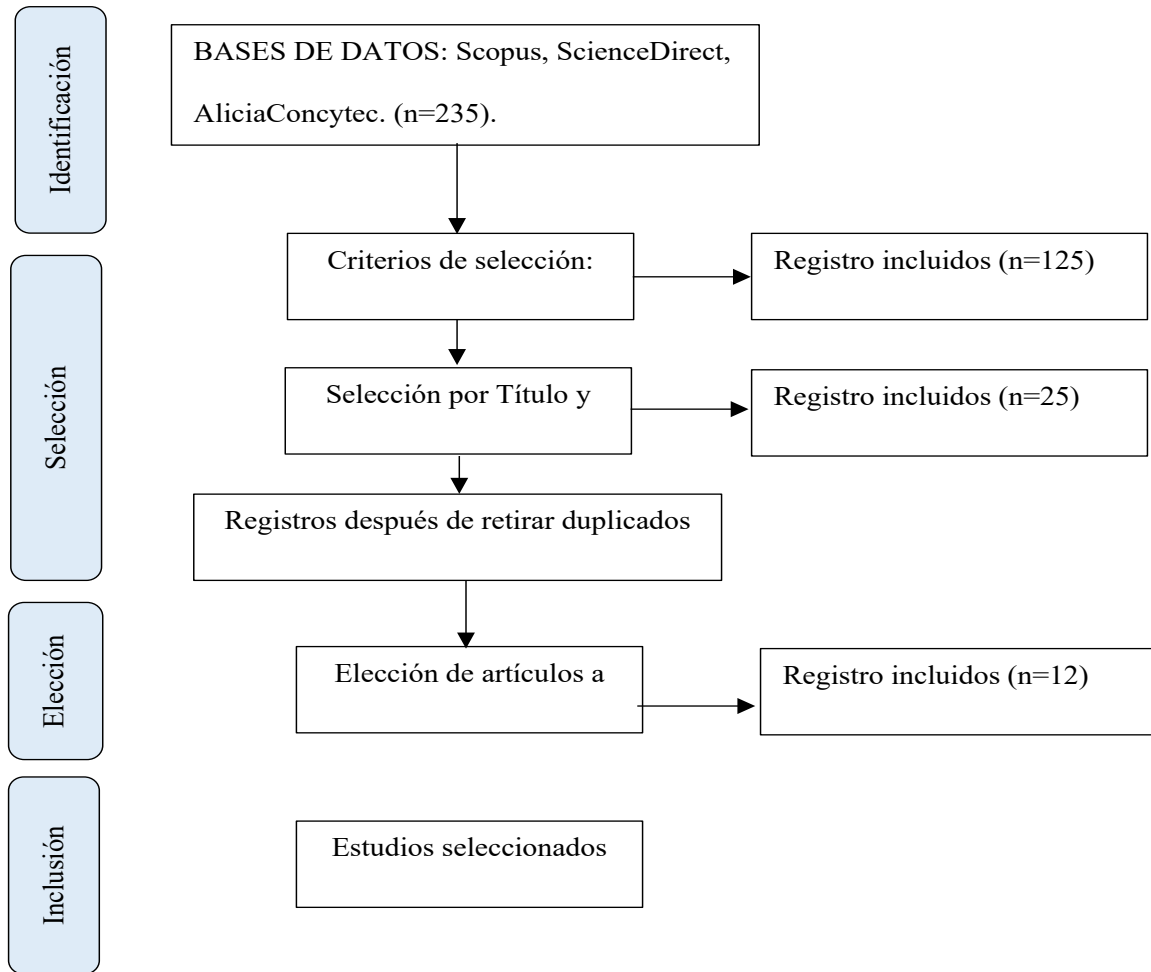 Identificación
BASES DE DATOS: Scopus, ScienceDirect,
AliciaConcytec. (n=235).
Selección
Criterios de selección:
Registro incluidos (n=125)
Selección por Título y
Registro incluidos (n=25)
Registros después de retirar duplicados
Elección
Elección de artículos a
Registro incluidos (n=12)
Inclusión
Estudios seleccionados